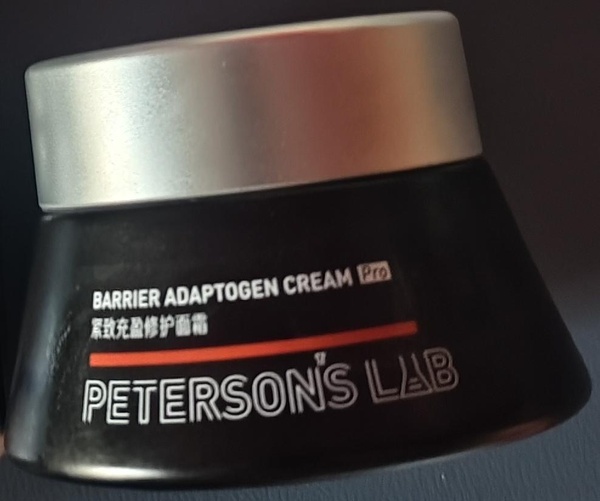 BARRIER ADAPTOGEN CREAM Pro
紧致充盈修护面霜
PETERSON'S LAB